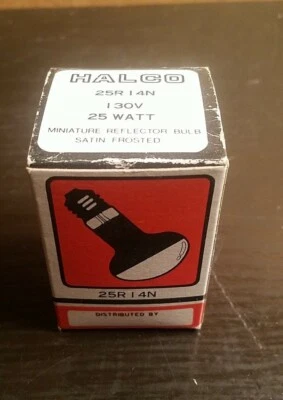 HALCO
25R14N
130V
25 WATT
MINIATURE REFLECTOR BULB
SATIN FROSTED
25R14N
DISTRIBUTED BY